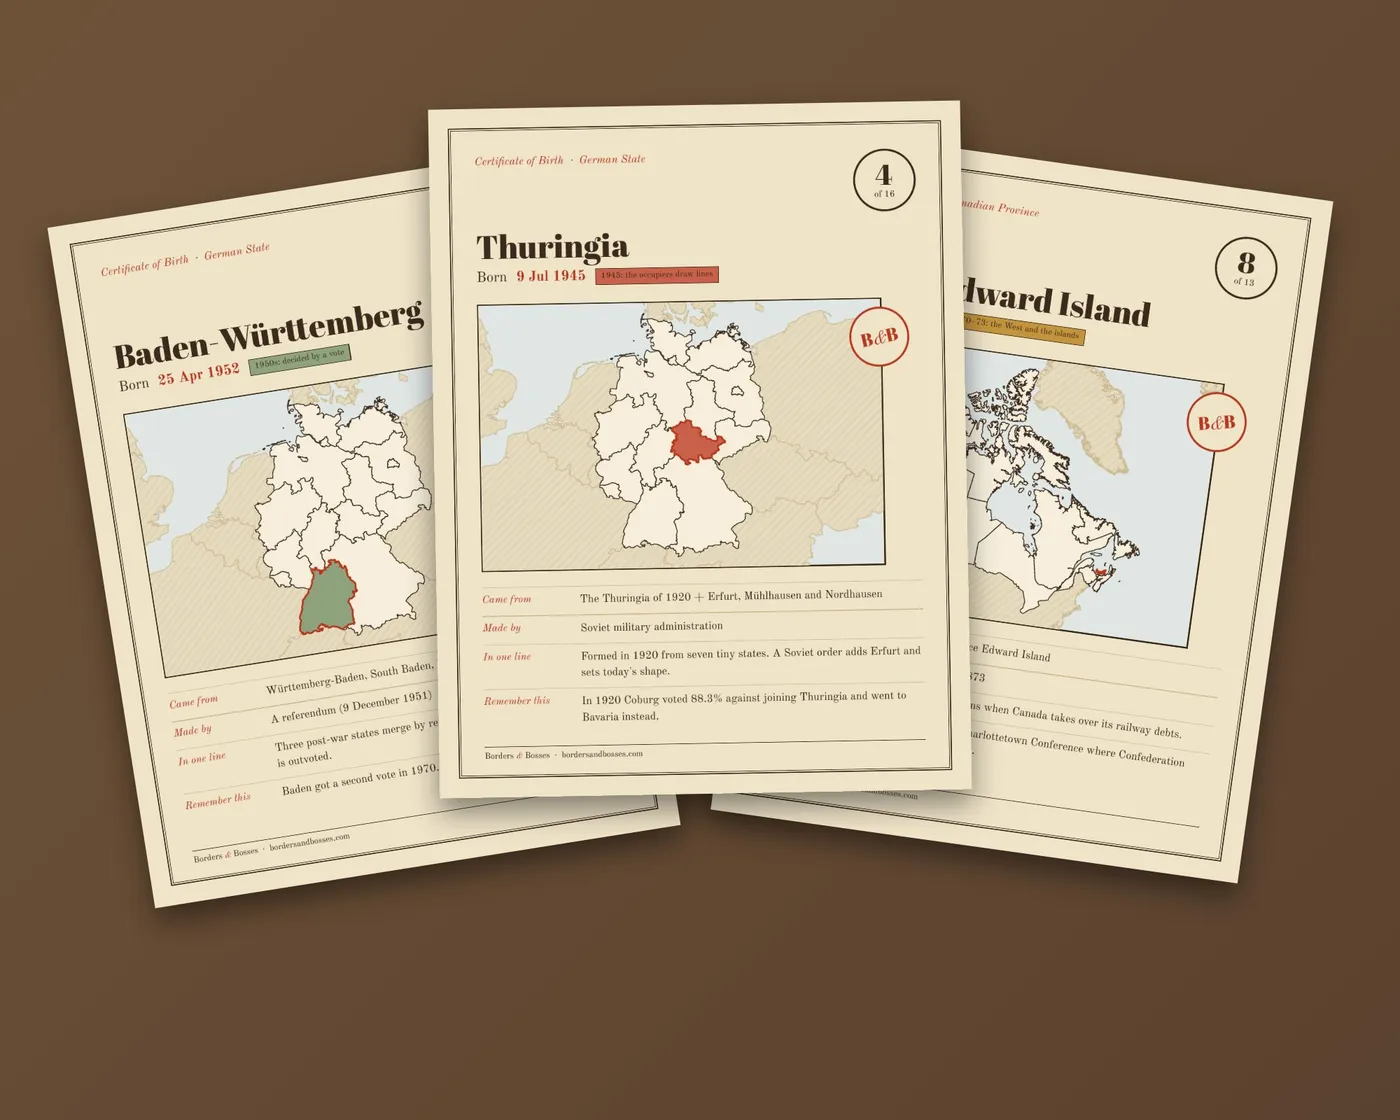 Certificate of Birth · German State
Baden-Württemberg
Born 25 Apr 1952 1950s: decided by a vote
Came from Württemberg-Baden, South Baden,
Made by A referendum (9 December 1951)
In one line Three post-war states merge by re
is outvoted.
Remember this Baden got a second vote in 1970.
Borders & Bosses · bordersandbosses.com
Certificate of Birth · German State
4
of 16
Thuringia
Born 9 Jul 1945 1945: the occupiers draw lines
B&B
Came from The Thuringia of 1920 + Erfurt, Mühlhausen and Nordhausen
Made by Soviet military administration
In one line Formed in 1920 from seven tiny states. A Soviet order adds Erfurt and
sets today's shape.
Remember this In 1920 Coburg voted 88.3% against joining Thuringia and went to
Bavaria instead.
Borders & Bosses · bordersandbosses.com
nadian Province
8
of 13
dward Island
0–73: the West and the islands
B&B
ce Edward Island
873
ns when Canada takes over its railway debts.
harlottetown Conference where Confederation
andbosses.com